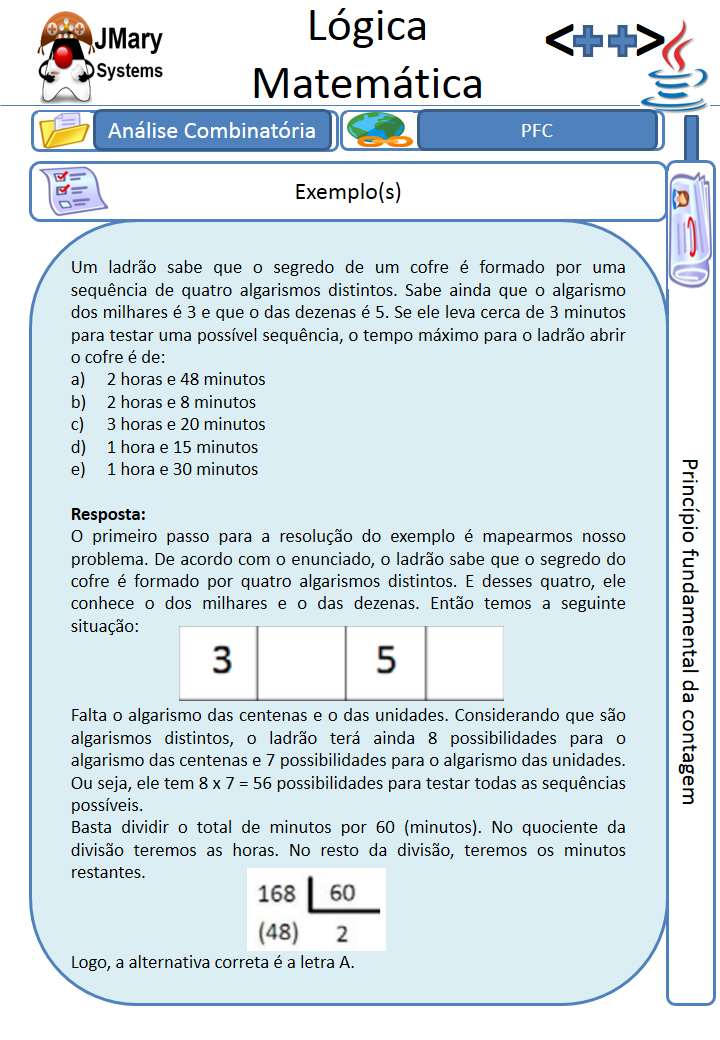 JMary
Systems
Lógica
Matemática
<++>
Análise Combinatória
PFC
Exemplo(s)
Um ladrão sabe que o segredo de um cofre é formado por uma
sequência de quatro algarismos distintos. Sabe ainda que o algarismo
dos milhares é 3 e que o das dezenas é 5. Se ele leva cerca de 3 minutos
para testar uma possível sequência, o tempo máximo para o ladrão abrir
o cofre é de:
a) 2 horas e 48 minutos
b) 2 horas e 8 minutos
c) 3 horas e 20 minutos
d) 1 hora e 15 minutos
e) 1 hora e 30 minutos
Resposta:
O primeiro passo para a resolução do exemplo é mapearmos nosso
problema. De acordo com o enunciado, o ladrão sabe que o segredo do
cofre é formado por quatro algarismos distintos. E desses quatro, ele
conhece o dos milhares e o das dezenas. Então temos a seguinte
situação:
3 5
Falta o algarismo das centenas e o das unidades. Considerando que são
algarismos distintos, o ladrão terá ainda 8 possibilidades para o
algarismo das centenas e 7 possibilidades para o algarismo das unidades.
Ou seja, ele tem 8 x 7 = 56 possibilidades para testar todas as sequências
possíveis.
Basta dividir o total de minutos por 60 (minutos). No quociente da
divisão teremos as horas. No resto da divisão, teremos os minutos
restantes.
168 60
(48) 2
Logo, a alternativa correta é a letra A.
Princípio fundamental da contagem